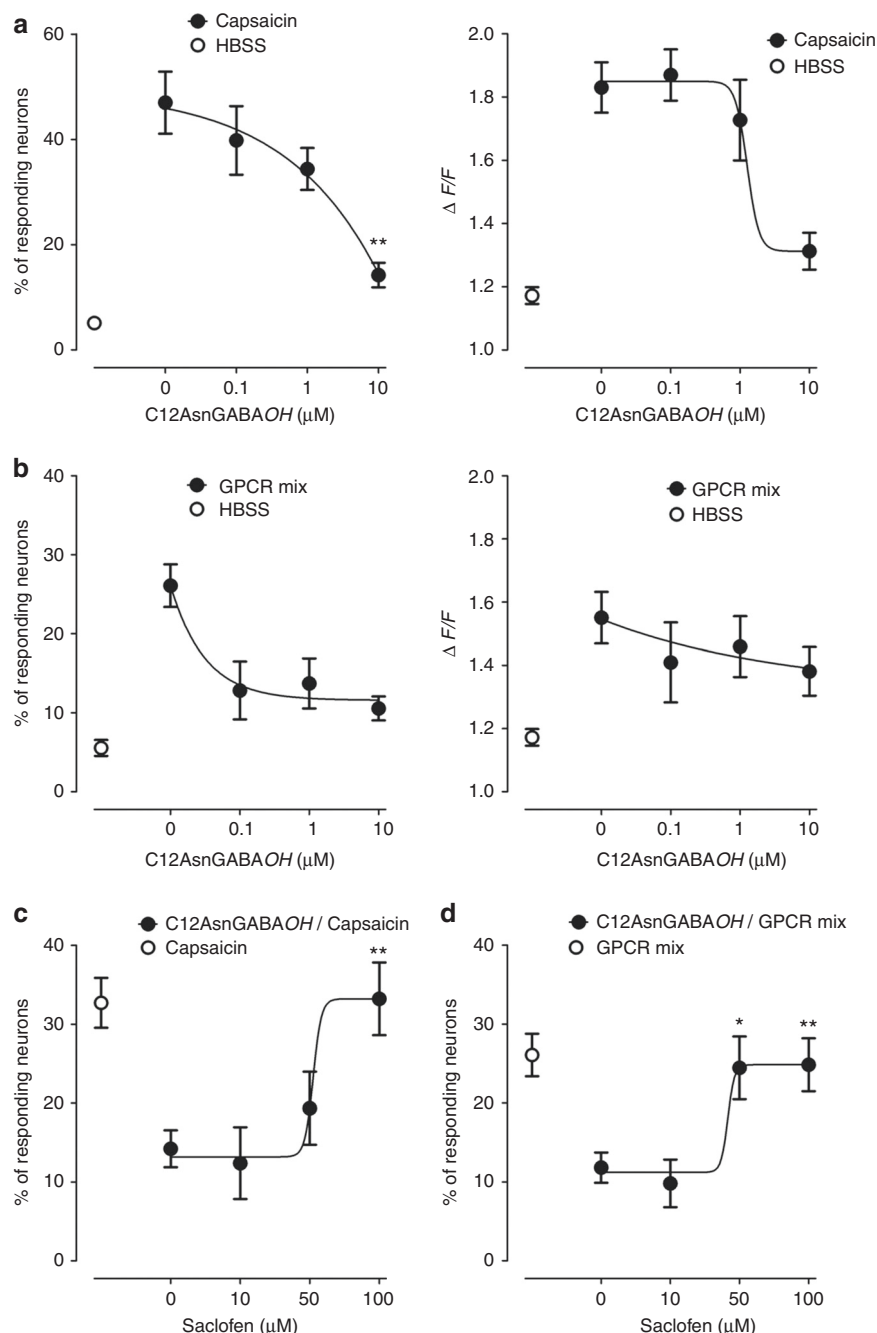 a
Capsaicin
HBSS
% of responding neurons
60
40
20
0
**
0 0.1 1 10
C12AsnGABAOH (μM)
Capsaicin
HBSS
Δ F/F
2.0
1.8
1.6
1.4
1.2
1.0
0 0.1 1 10
C12AsnGABAOH (μM)
b
GPCR mix
HBSS
% of responding neurons
40
30
20
10
0
0 0.1 1 10
C12AsnGABAOH (μM)
GPCR mix
HBSS
Δ F/F
2.0
1.8
1.6
1.4
1.2
1.0
0 0.1 1 10
C12AsnGABAOH (μM)
c
C12AsnGABAOH / Capsaicin
Capsaicin
% of responding neurons
40
30
20
10
0
**
0 10 50 100
Saclofen (μM)
d
C12AsnGABAOH / GPCR mix
GPCR mix
% of responding neurons
40
30
20
10
0
* **
0 10 50 100
Saclofen (μM)